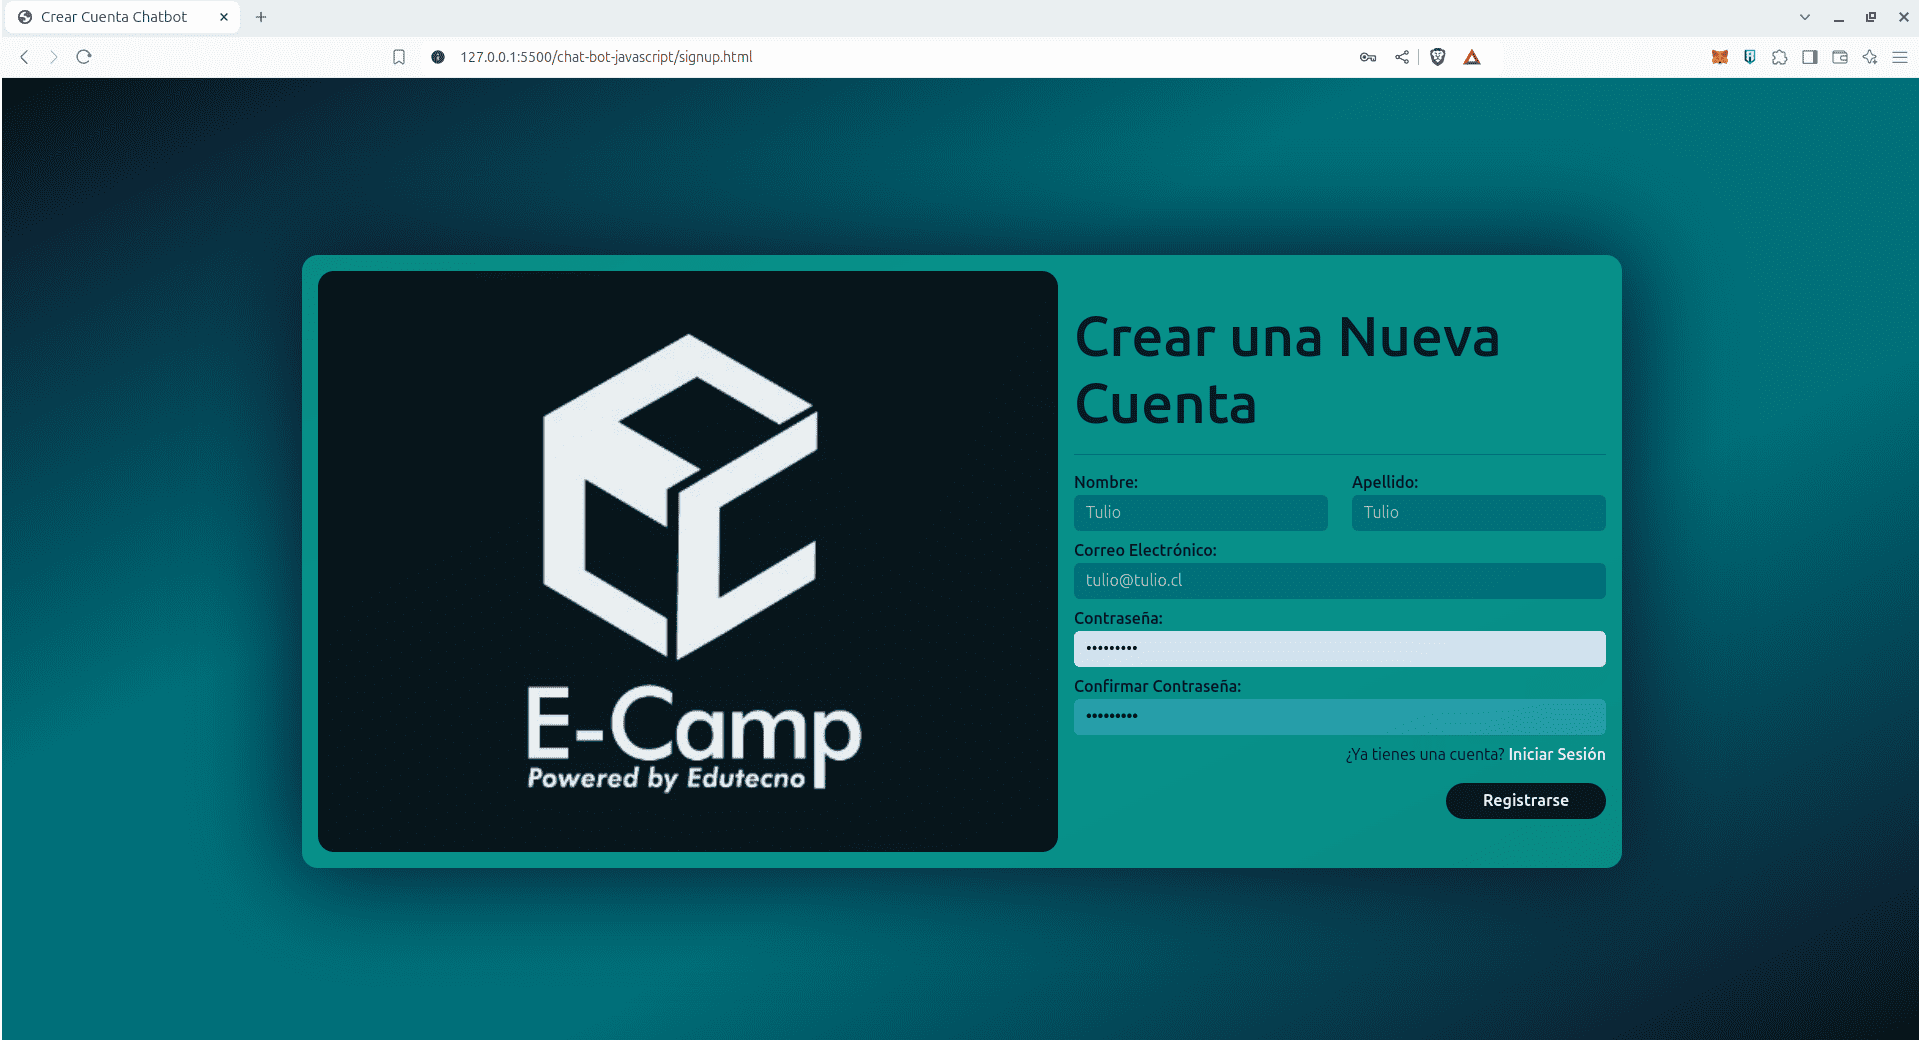 Crear Cuenta Chatbot
127.0.0.1:5500/chat-bot-javascript/signup.html
E-Camp
Powered by Edutecno
Crear una Nueva
Cuenta
Nombre: Apellido:
Tulio Tulio
Correo Electrónico:
tulio@tulio.cl
Contraseña:
•••••••••
Confirmar Contraseña:
•••••••••
¿Ya tienes una cuenta? Iniciar Sesión
Registrarse